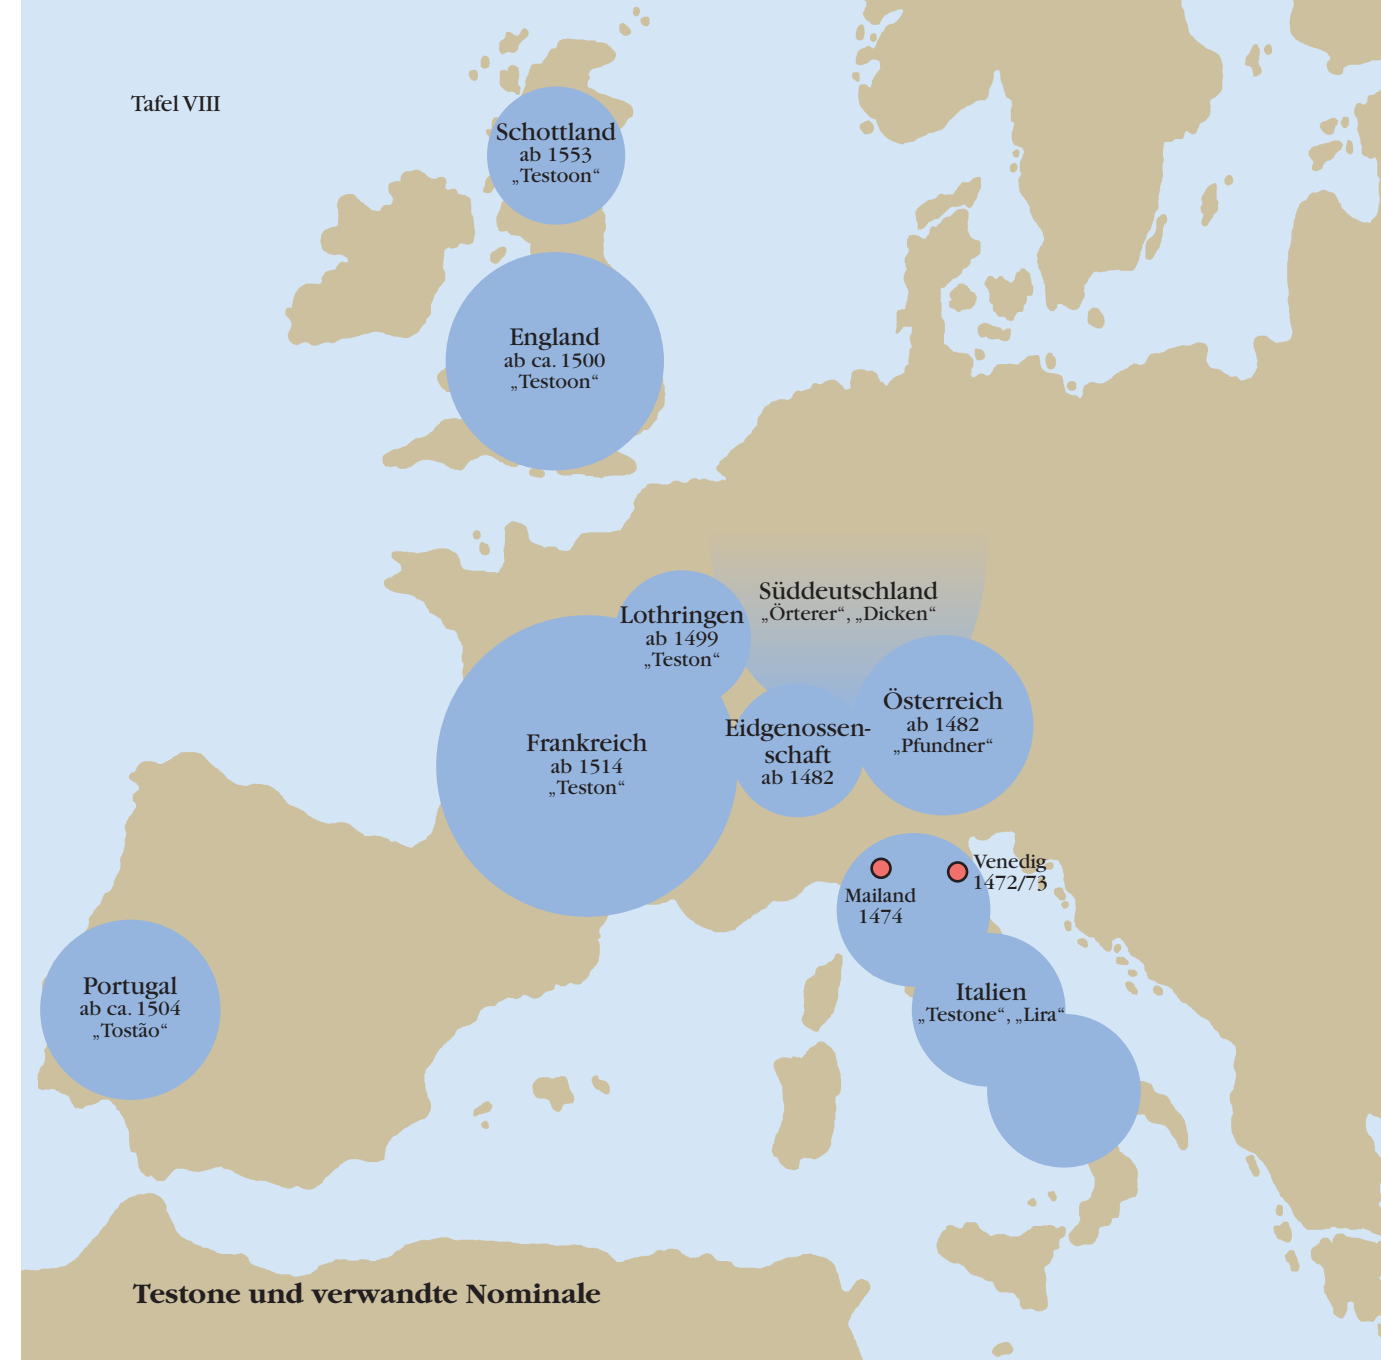 Tafel VIII
Schottland
ab 1553
„Testoon“
England
ab ca. 1500
„Testoon“
Süddeutschland
„Örterer“, „Dicken“
Lothringen
ab 1499
„Teston“
Österreich
ab 1482
„Pfundner“
Eidgenossen-
schaft
ab 1482
Frankreich
ab 1514
„Teston“
Venedig
1472/73
Mailand
1474
Italien
„Testone“, „Lira“
Portugal
ab ca. 1504
„Tostão“
Testone und verwandte Nominale